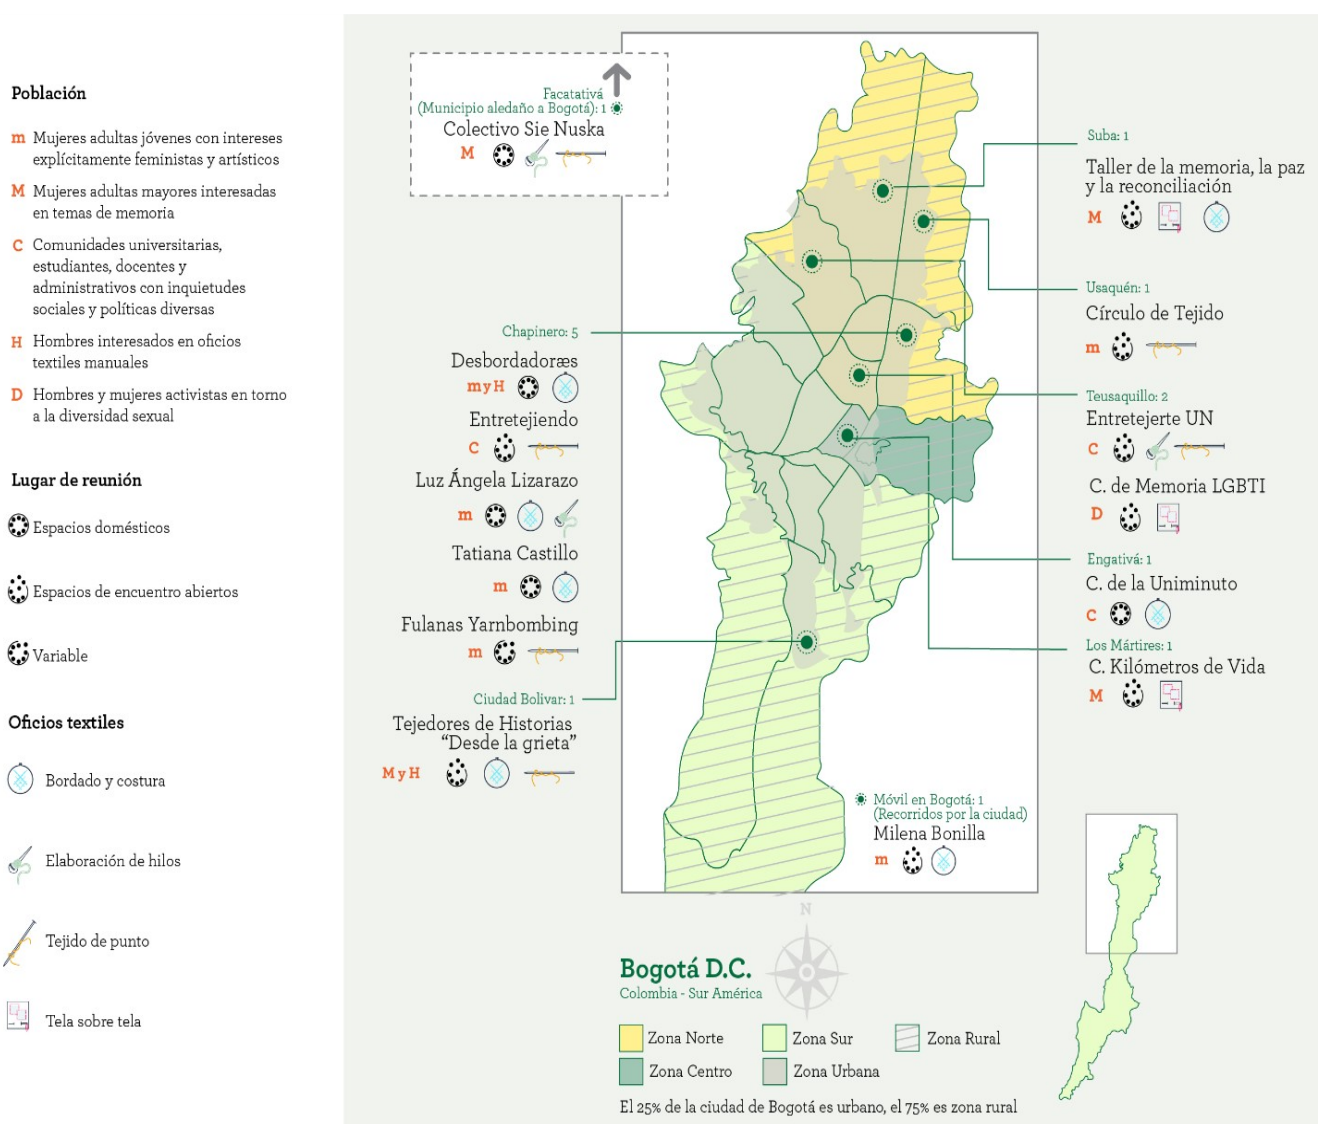 Población
m Mujeres adultas jóvenes con intereses
explícitamente feministas y artísticos
M Mujeres adultas mayores interesadas
en temas de memoria
C Comunidades universitarias,
estudiantes, docentes y
administrativos con inquietudes
sociales y políticas diversas
H Hombres interesados en oficios
textiles manuales
D Hombres y mujeres activistas en torno
a la diversidad sexual
Lugar de reunión
Espacios domésticos
Espacios de encuentro abiertos
Variable
Oficios textiles
Bordado y costura
Elaboración de hilos
Tejido de punto
Tela sobre tela
Facatativá
(Municipio aledaño a Bogotá): 1
Colectivo Sie Nuska
M
Chapinero: 5
Desbordadoræs
m y H
Entretejiendo
C
Luz Ángela Lizarazo
m
Tatiana Castillo
m
Fulanas Yarnbombing
m
Ciudad Bolivar: 1
Tejedores de Historias
“Desde la grieta”
M y H
Suba: 1
Taller de la memoria, la paz
y la reconciliación
M
Usaquén: 1
Círculo de Tejido
m
Teusaquillo: 2
Entretejerte UN
C
C. de Memoria LGBTI
D
Engativá: 1
C. de la Uniminuto
C
Los Mártires: 1
C. Kilómetros de Vida
M
Móvil en Bogotá: 1
(Recorridos por la ciudad)
Milena Bonilla
m
N
Bogotá D.C.
Colombia - Sur América
Zona Norte
Zona Sur
Zona Rural
Zona Centro
Zona Urbana
El 25% de la ciudad de Bogotá es urbano, el 75% es zona rural